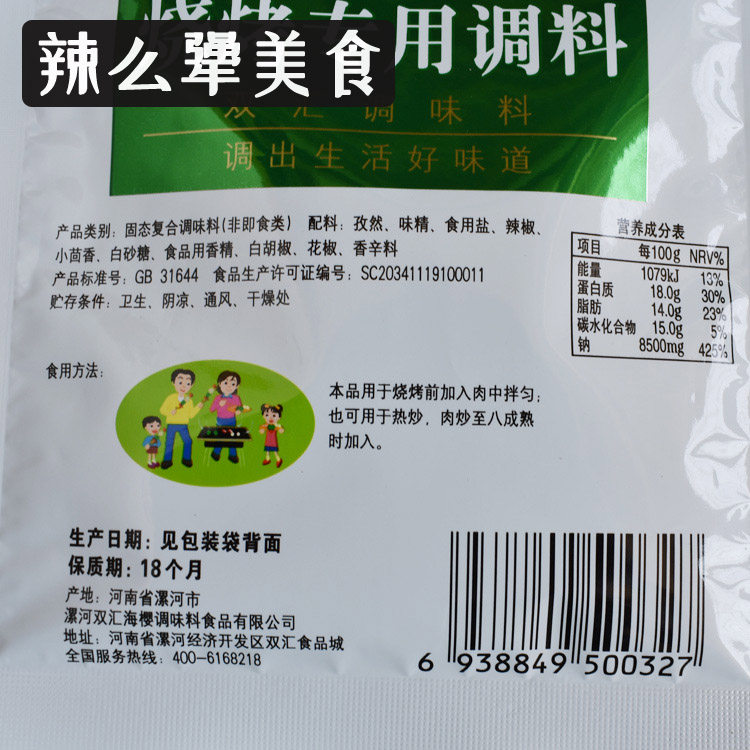 辣么犟美食
烧烤专用调料
双汇调味料
调出生活好味道
产品类别：固态复合调味料(非即食类) 配料：孜然、味精、食用盐、辣椒、
小茴香、白砂糖、食品用香精、白胡椒、花椒、香辛料
产品标准号：GB 31644 食品生产许可证编号：SC20341119100011
贮存条件：卫生、阴凉、通风、干燥处
营养成分表
项目 每100g NRV%
能量 1079kJ 13%
蛋白质 18.0g 30%
脂肪 14.0g 23%
碳水化合物 15.0g 5%
钠 8500mg 425%
食用方法：
本品用于烧烤前加入肉中拌匀；
也可用于热炒，肉炒至八成熟
时加入。
生产日期：见包装袋背面
保质期：18个月
产地：河南省漯河市
漯河双汇海樱调味料食品有限公司
地址：河南省漯河经济开发区双汇食品城
全国服务热线：400-6168218
6 938849 500327